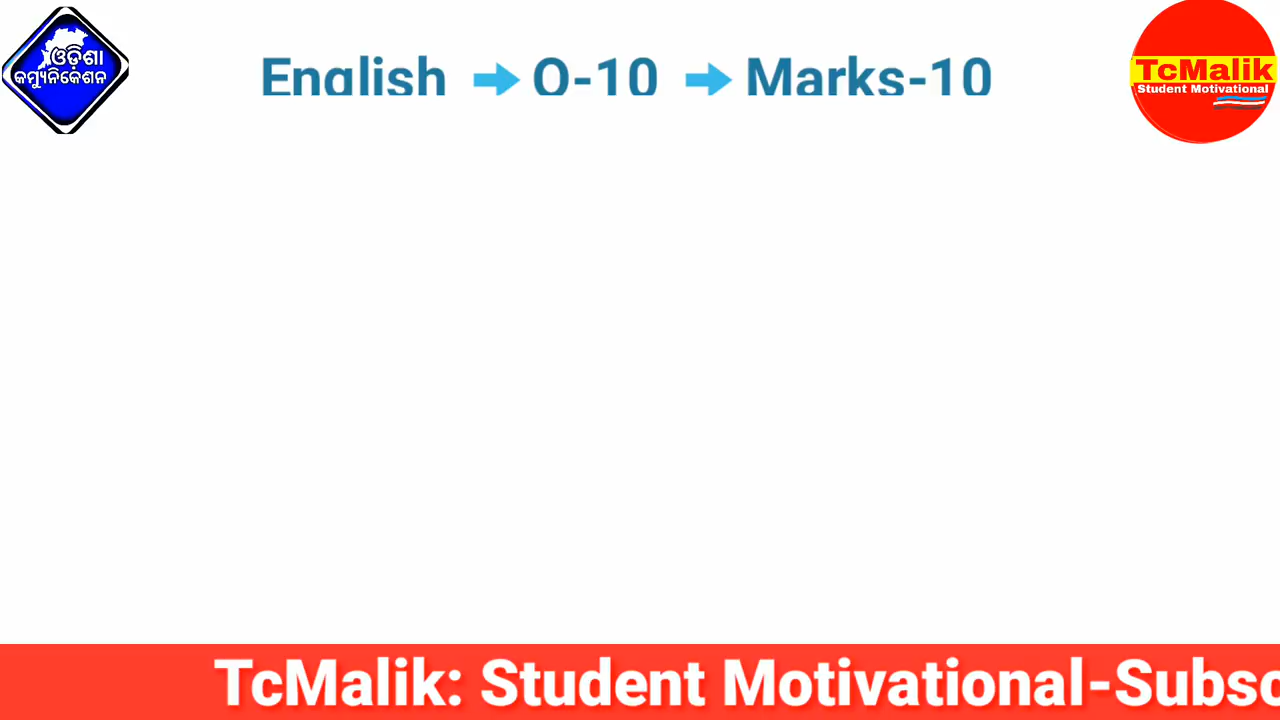 ଓଡ଼ିଶା
କମ୍ୟୁନିକେଶନ
English ➡ Q-10 ➡ Marks-10
TcMalik
Student Motivational
TcMalik: Student Motivational-Subsc